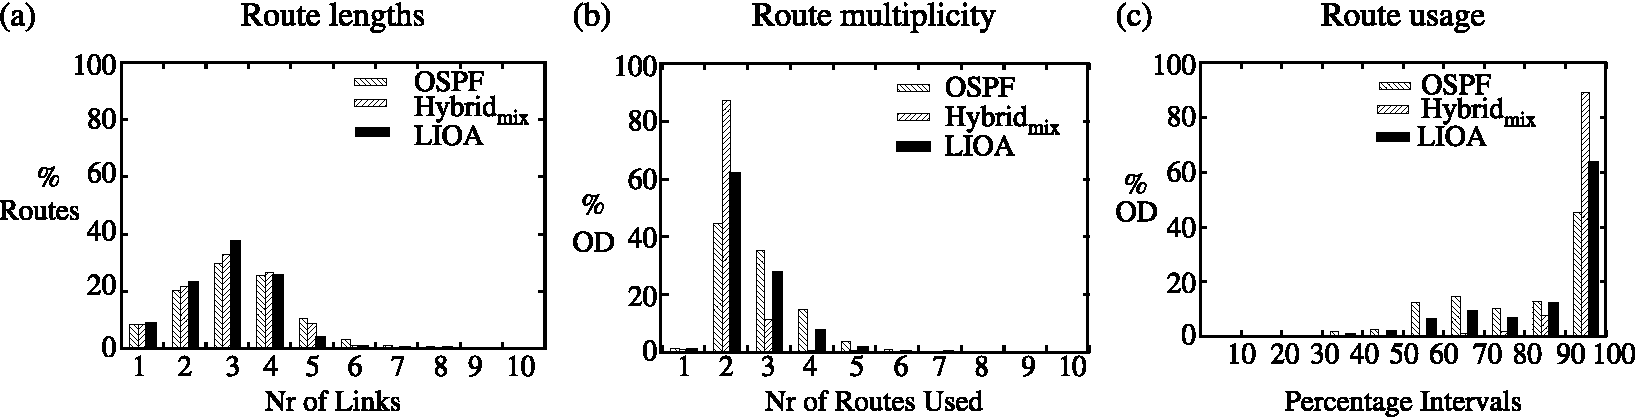 (a) Route lengths
100
80
60
40
20
0
% Routes
OSPF
Hybrid_mix
LIOA
1 2 3 4 5 6 7 8 9 10
Nr of Links
(b) Route multiplicity
100
80
60
40
20
0
% OD
OSPF
Hybrid_mix
LIOA
1 2 3 4 5 6 7 8 9 10
Nr of Routes Used
(c) Route usage
100
80
60
40
20
0
% OD
OSPF
Hybrid_mix
LIOA
10 20 30 40 50 60 70 80 90 100
Percentage Intervals